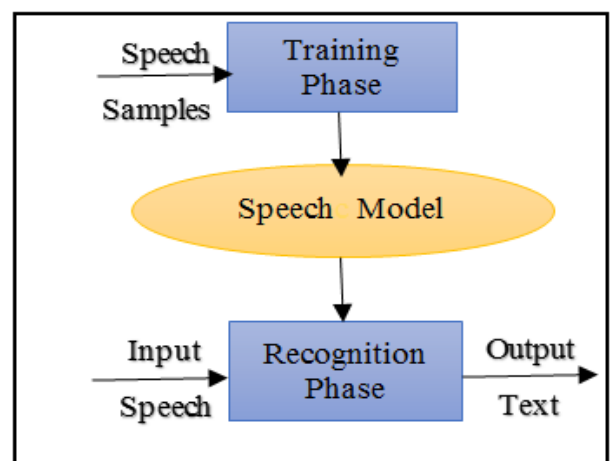 Speech
Samples
Training
Phase
Speech Model
Input
Speech
Recognition
Phase
Output
Text